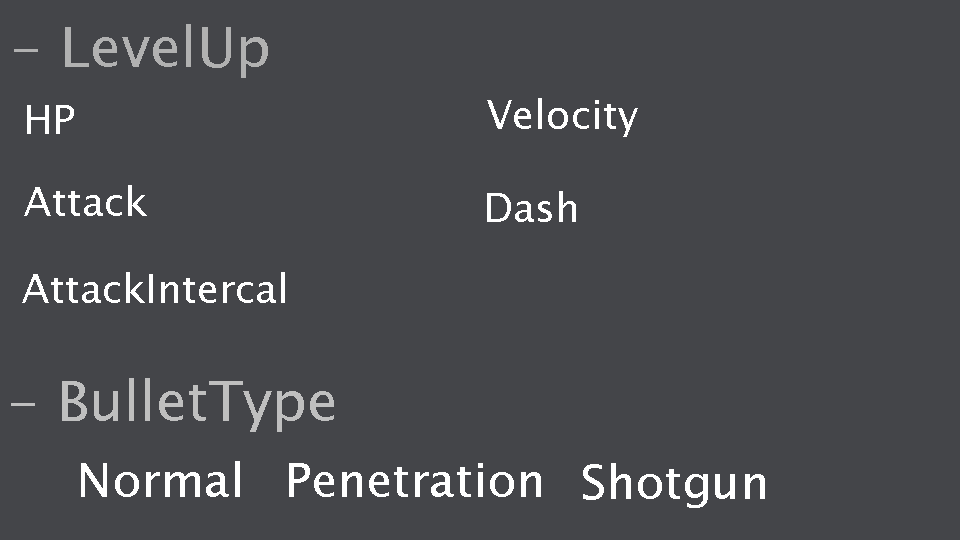 - LevelUp
HP Velocity
Attack Dash
AttackIntercal
- BulletType
Normal Penetration Shotgun